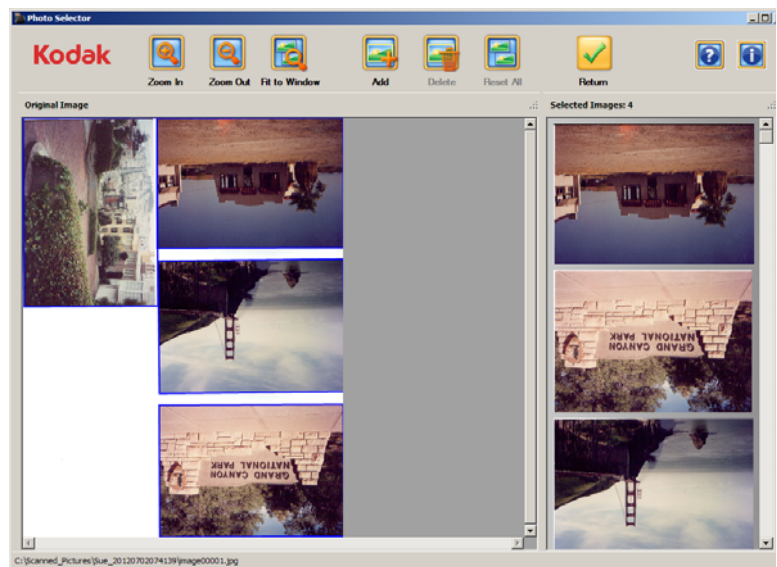 Photo Selector
Kodak
Zoom In
Zoom Out
Fit to Window
Add
Delete
Reset All
Return
Original Image
Selected Images: 4
GRAND CANYON
NATIONAL PARK
GRAND CANYON
NATIONAL PARK
C:\Scanned_Pictures\Sue_20120702074139\image00001.jpg